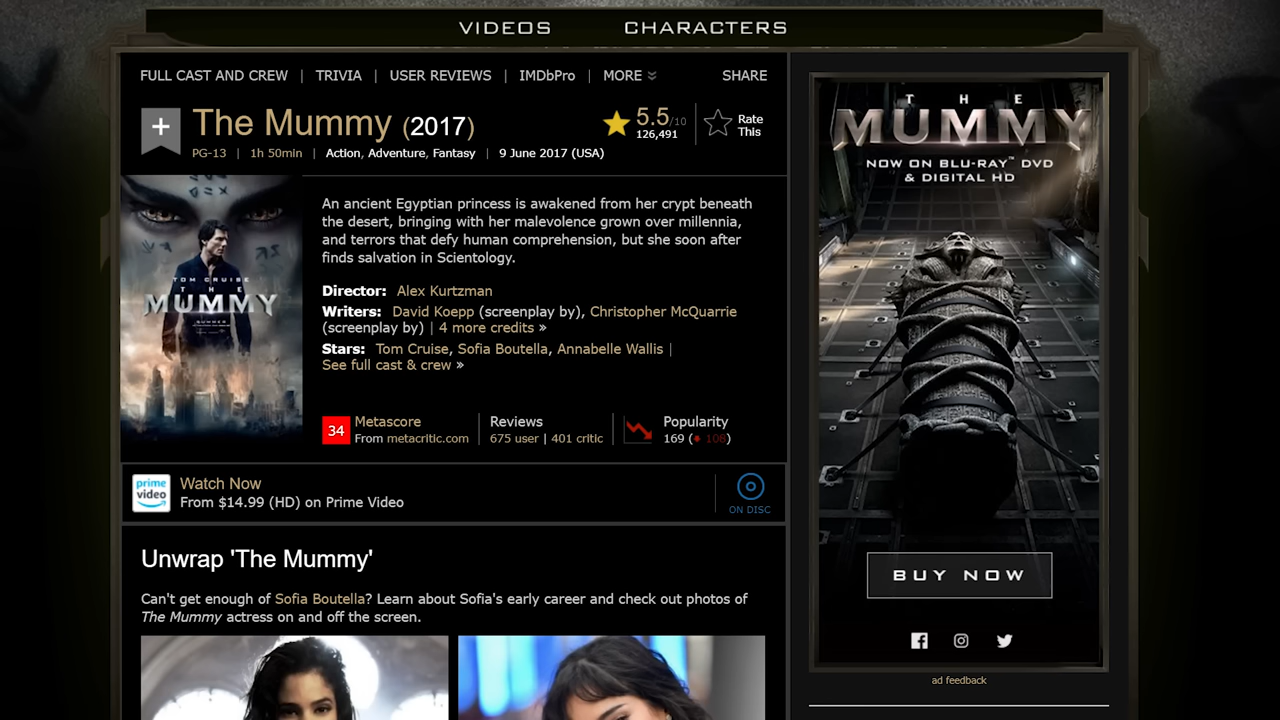 VIDEOS CHARACTERS
FULL CAST AND CREW | TRIVIA | USER REVIEWS | IMDbPro | MORE SHARE
+ The Mummy (2017)
5.5/10
126,491
Rate
This
PG-13 | 1h 50min | Action, Adventure, Fantasy | 9 June 2017 (USA)
TOM CRUISE
THE
MUMMY
An ancient Egyptian princess is awakened from her crypt beneath
the desert, bringing with her malevolence grown over millennia,
and terrors that defy human comprehension, but she soon after
finds salvation in Scientology.
Director: Alex Kurtzman
Writers: David Koepp (screenplay by), Christopher McQuarrie
(screenplay by) | 4 more credits »
Stars: Tom Cruise, Sofia Boutella, Annabelle Wallis |
See full cast & crew »
34 Metascore
From metacritic.com
Reviews
675 user | 401 critic
Popularity
169 (108)
prime
video
Watch Now
From $14.99 (HD) on Prime Video
ON DISC
Unwrap 'The Mummy'
Can't get enough of Sofia Boutella? Learn about Sofia's early career and check out photos of
The Mummy actress on and off the screen.
THE
MUMMY
NOW ON BLU-RAY™ DVD
& DIGITAL HD
BUY NOW
ad feedback